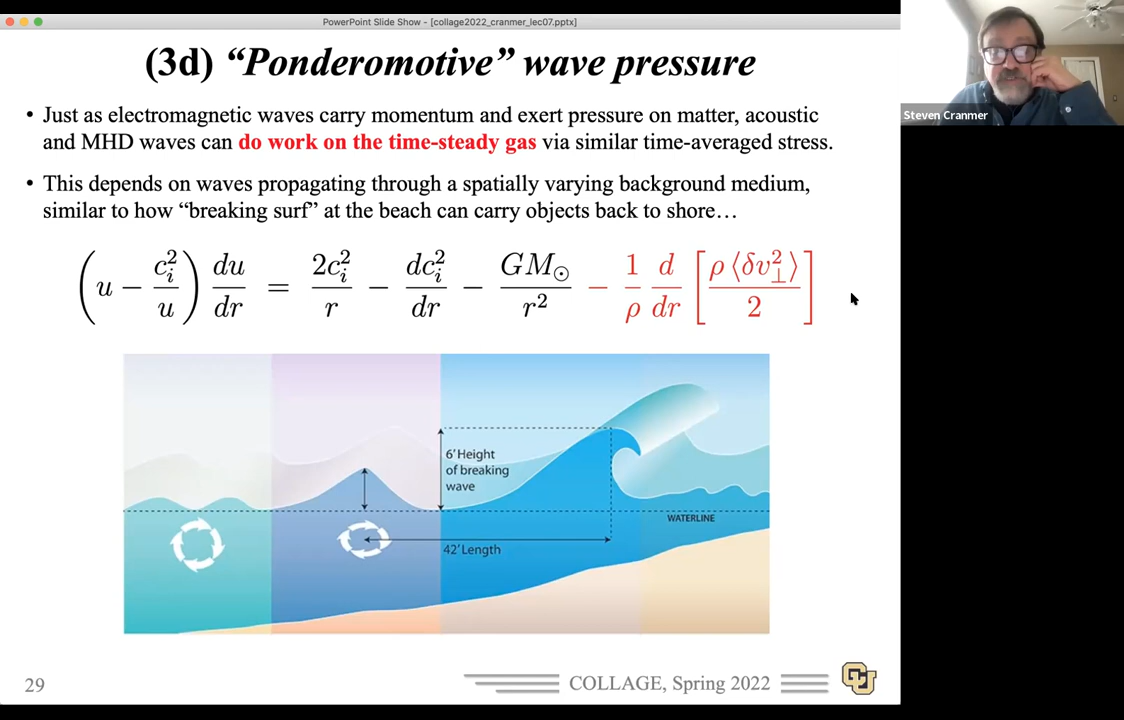 PowerPoint Slide Show - [collage2022_cranmer_lec07.pptx]
(3d) “Ponderomotive” wave pressure
• Just as electromagnetic waves carry momentum and exert pressure on matter, acoustic
and MHD waves can do work on the time-steady gas via similar time-averaged stress.
• This depends on waves propagating through a spatially varying background medium,
similar to how “breaking surf” at the beach can carry objects back to shore…
(u − c_i^2/u) du/dr = 2c_i^2/r − dc_i^2/dr − GM_☉/r^2 − 1/ρ d/dr [ρ⟨δv_⊥^2⟩/2]
6' Height
of breaking
wave
WATERLINE
42' Length
29
COLLAGE, Spring 2022
CU
Steven Cranmer